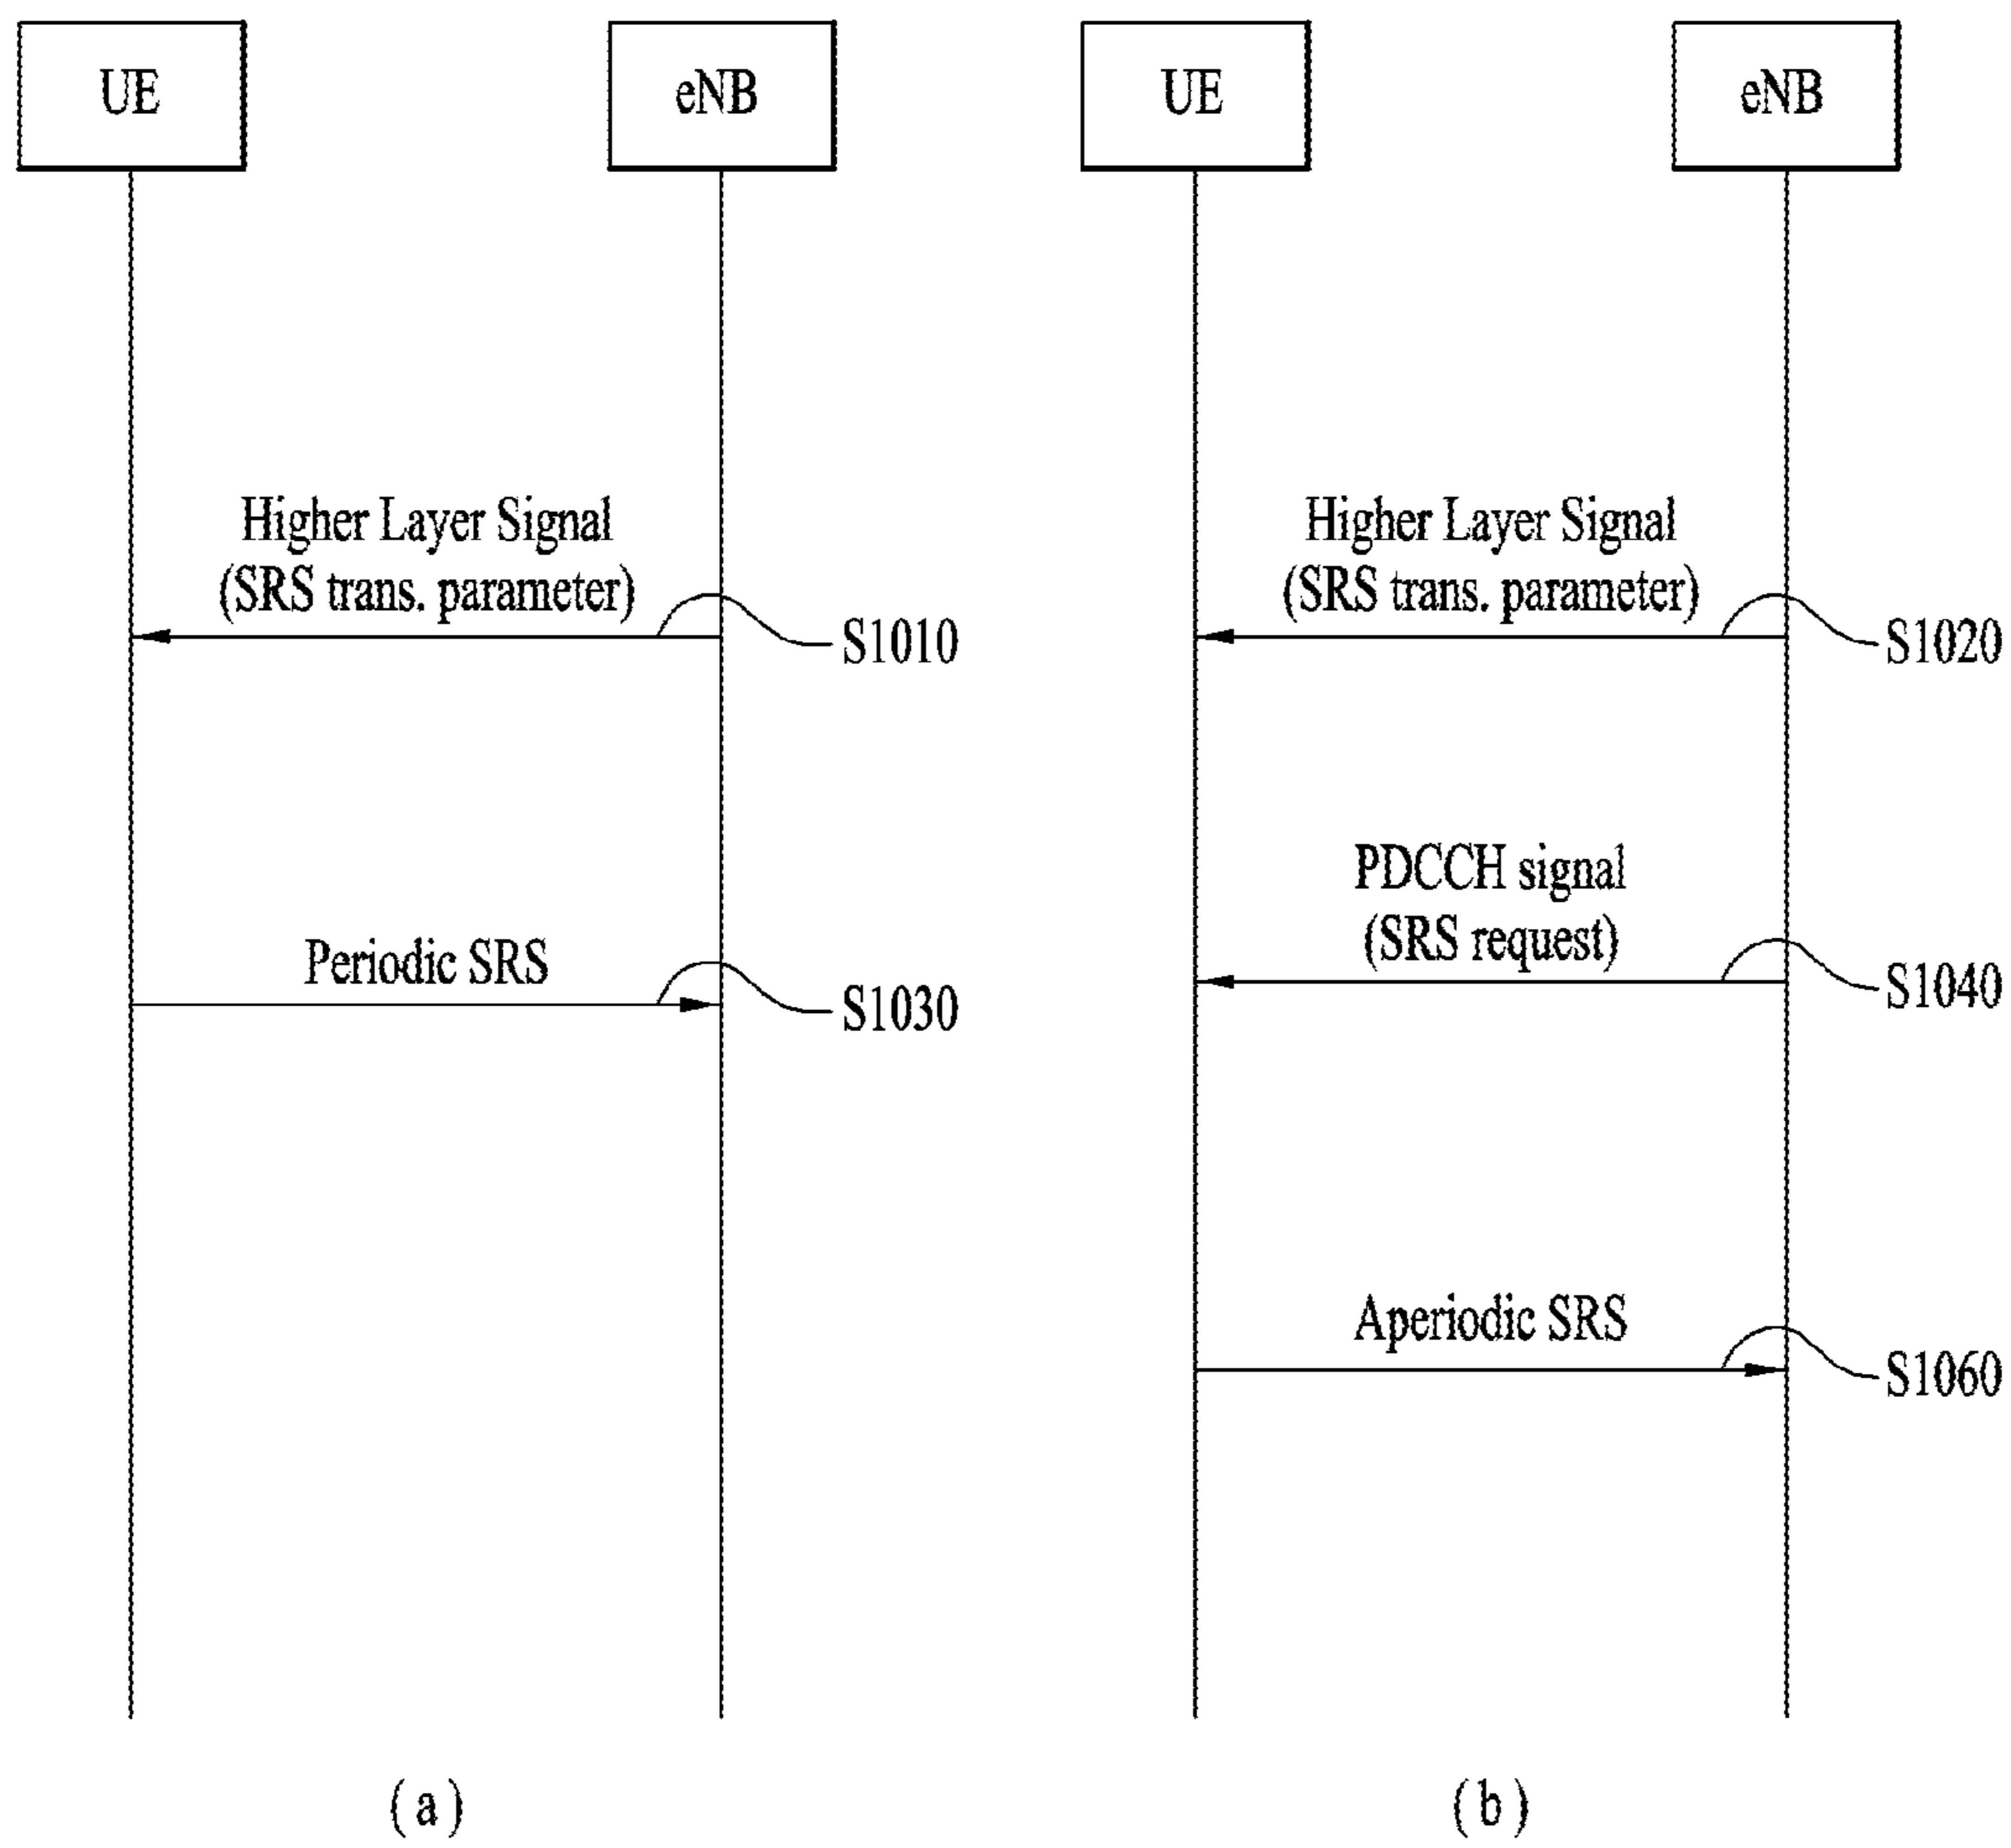 UE
eNB
Higher Layer Signal
(SRS trans. parameter)
S1010
Periodic SRS
S1030
(a)
UE
eNB
Higher Layer Signal
(SRS trans. parameter)
S1020
PDCCH signal
(SRS request)
S1040
Aperiodic SRS
S1060
(b)